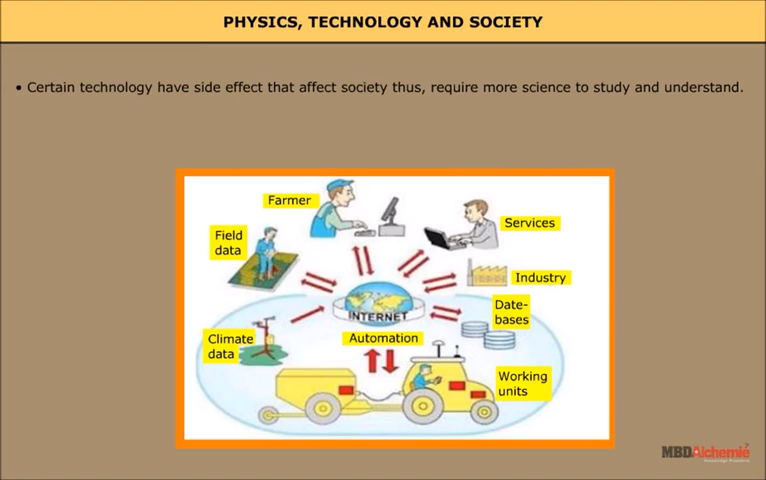 PHYSICS, TECHNOLOGY AND SOCIETY
• Certain technology have side effect that affect society thus, require more science to study and understand.
Farmer
Services
Field
data
Industry
INTERNET
Date-
bases
Climate
data
Automation
Working
units
MBDAlchemie